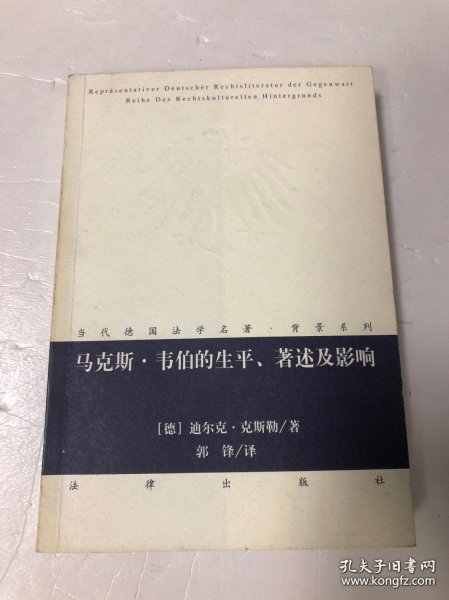 Repräsentativer Deutscher Rechtsliteratur der Gegenwart
Reihe Des Rechtskulturellen Hintergrunds
当代德国法学名著·背景系列
马克斯·韦伯的生平、著述及影响
[德] 迪尔克·克斯勒/著
郭 锋/译
法律出版社
孔夫子旧书网
www.kongfz.com